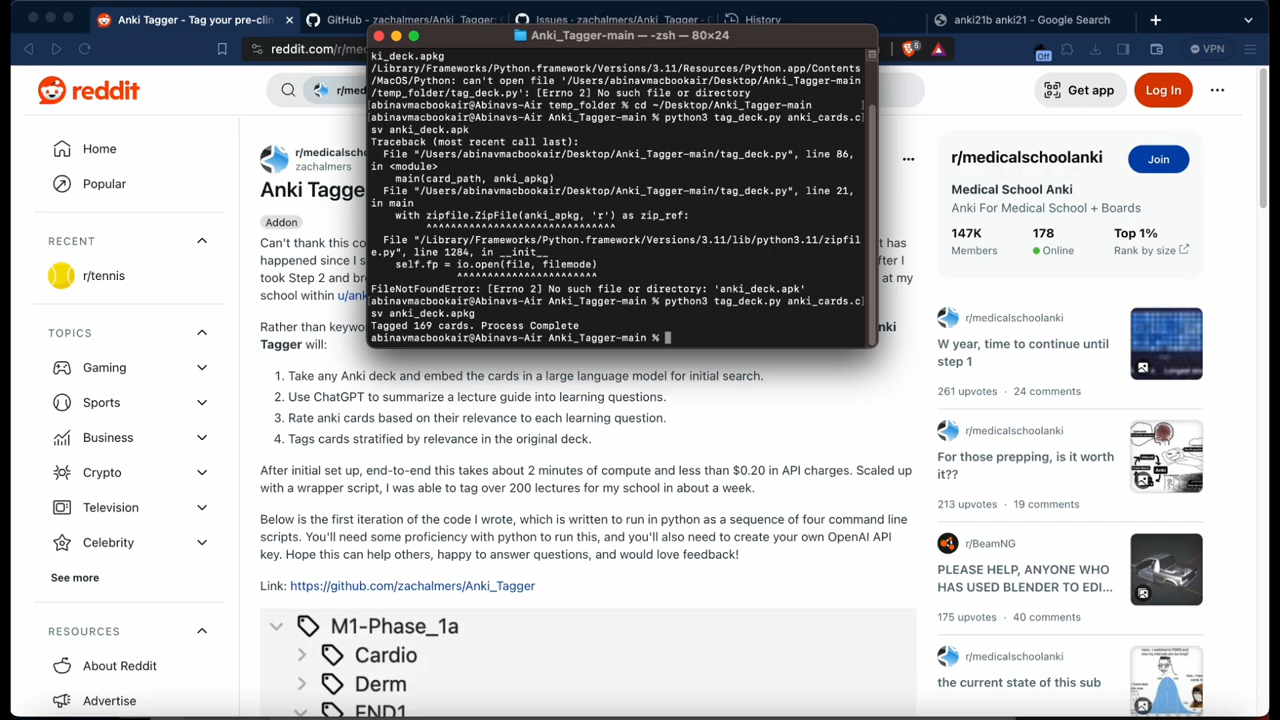 Anki Tagger - Tag your pre-clin
GitHub - zachalmers/Anki_Tagger:
Issues · zachalmers/Anki_Tagger ·
History
anki21b anki21 - Google Search
reddit.com/r/me
5
Off
VPN
Anki_Tagger-main — -zsh — 80×24
reddit
r/med
Get app
Log In
ki_deck.apkg
/Library/Frameworks/Python.framework/Versions/3.11/Resources/Python.app/Contents
/MacOS/Python: can't open file '/Users/abinavmacbookair/Desktop/Anki_Tagger-main
/temp_folder/tag_deck.py': [Errno 2] No such file or directory
[abinavmacbookair@Abinavs-Air temp_folder % cd ~/Desktop/Anki_Tagger-main ]
[abinavmacbookair@Abinavs-Air Anki_Tagger-main % python3 tag_deck.py anki_cards.c]
sv anki_deck.apk
Traceback (most recent call last):
File "/Users/abinavmacbookair/Desktop/Anki_Tagger-main/tag_deck.py", line 86,
in <module>
main(card_path, anki_apkg)
File "/Users/abinavmacbookair/Desktop/Anki_Tagger-main/tag_deck.py", line 21,
in main
with zipfile.ZipFile(anki_apkg, 'r') as zip_ref:
^^^^^^^^^^^^^^^^^^^^^^^^^^^^^
File "/Library/Frameworks/Python.framework/Versions/3.11/lib/python3.11/zipfil
e.py", line 1284, in __init__
self.fp = io.open(file, filemode)
^^^^^^^^^^^^^^^^^^^^^
FileNotFoundError: [Errno 2] No such file or directory: 'anki_deck.apk'
[abinavmacbookair@Abinavs-Air Anki_Tagger-main % python3 tag_deck.py anki_cards.c]
sv anki_deck.apkg
Tagged 169 cards. Process Complete
abinavmacbookair@Abinavs-Air Anki_Tagger-main %
Home
Popular
RECENT
r/tennis
TOPICS
Gaming
Sports
Business
Crypto
Television
Celebrity
See more
RESOURCES
About Reddit
Advertise
r/medicalsch
zachalmers
Anki Tagge
Addon
Can't thank this co
t has
happened since I s
fter I
took Step 2 and br
at my
school within u/ank
Rather than keywo
nki
Tagger will:
1. Take any Anki deck and embed the cards in a large language model for initial search.
2. Use ChatGPT to summarize a lecture guide into learning questions.
3. Rate anki cards based on their relevance to each learning question.
4. Tags cards stratified by relevance in the original deck.
After initial set up, end-to-end this takes about 2 minutes of compute and less than $0.20 in API charges. Scaled up
with a wrapper script, I was able to tag over 200 lectures for my school in about a week.
Below is the first iteration of the code I wrote, which is written to run in python as a sequence of four command line
scripts. You'll need some proficiency with python to run this, and you'll also need to create your own OpenAI API
key. Hope this can help others, happy to answer questions, and would love feedback!
Link: https://github.com/zachalmers/Anki_Tagger
M1-Phase_1a
Cardio
Derm
END1
r/medicalschoolanki
Join
Medical School Anki
Anki For Medical School + Boards
147K
178
Top 1%
Members
Online
Rank by size
r/medicalschoolanki
W year, time to continue until
step 1
261 upvotes · 24 comments
r/medicalschoolanki
For those prepping, is it worth
it??
213 upvotes · 19 comments
r/BeamNG
PLEASE HELP, ANYONE WHO
HAS USED BLENDER TO EDI...
175 upvotes · 40 comments
r/medicalschoolanki
the current state of this sub